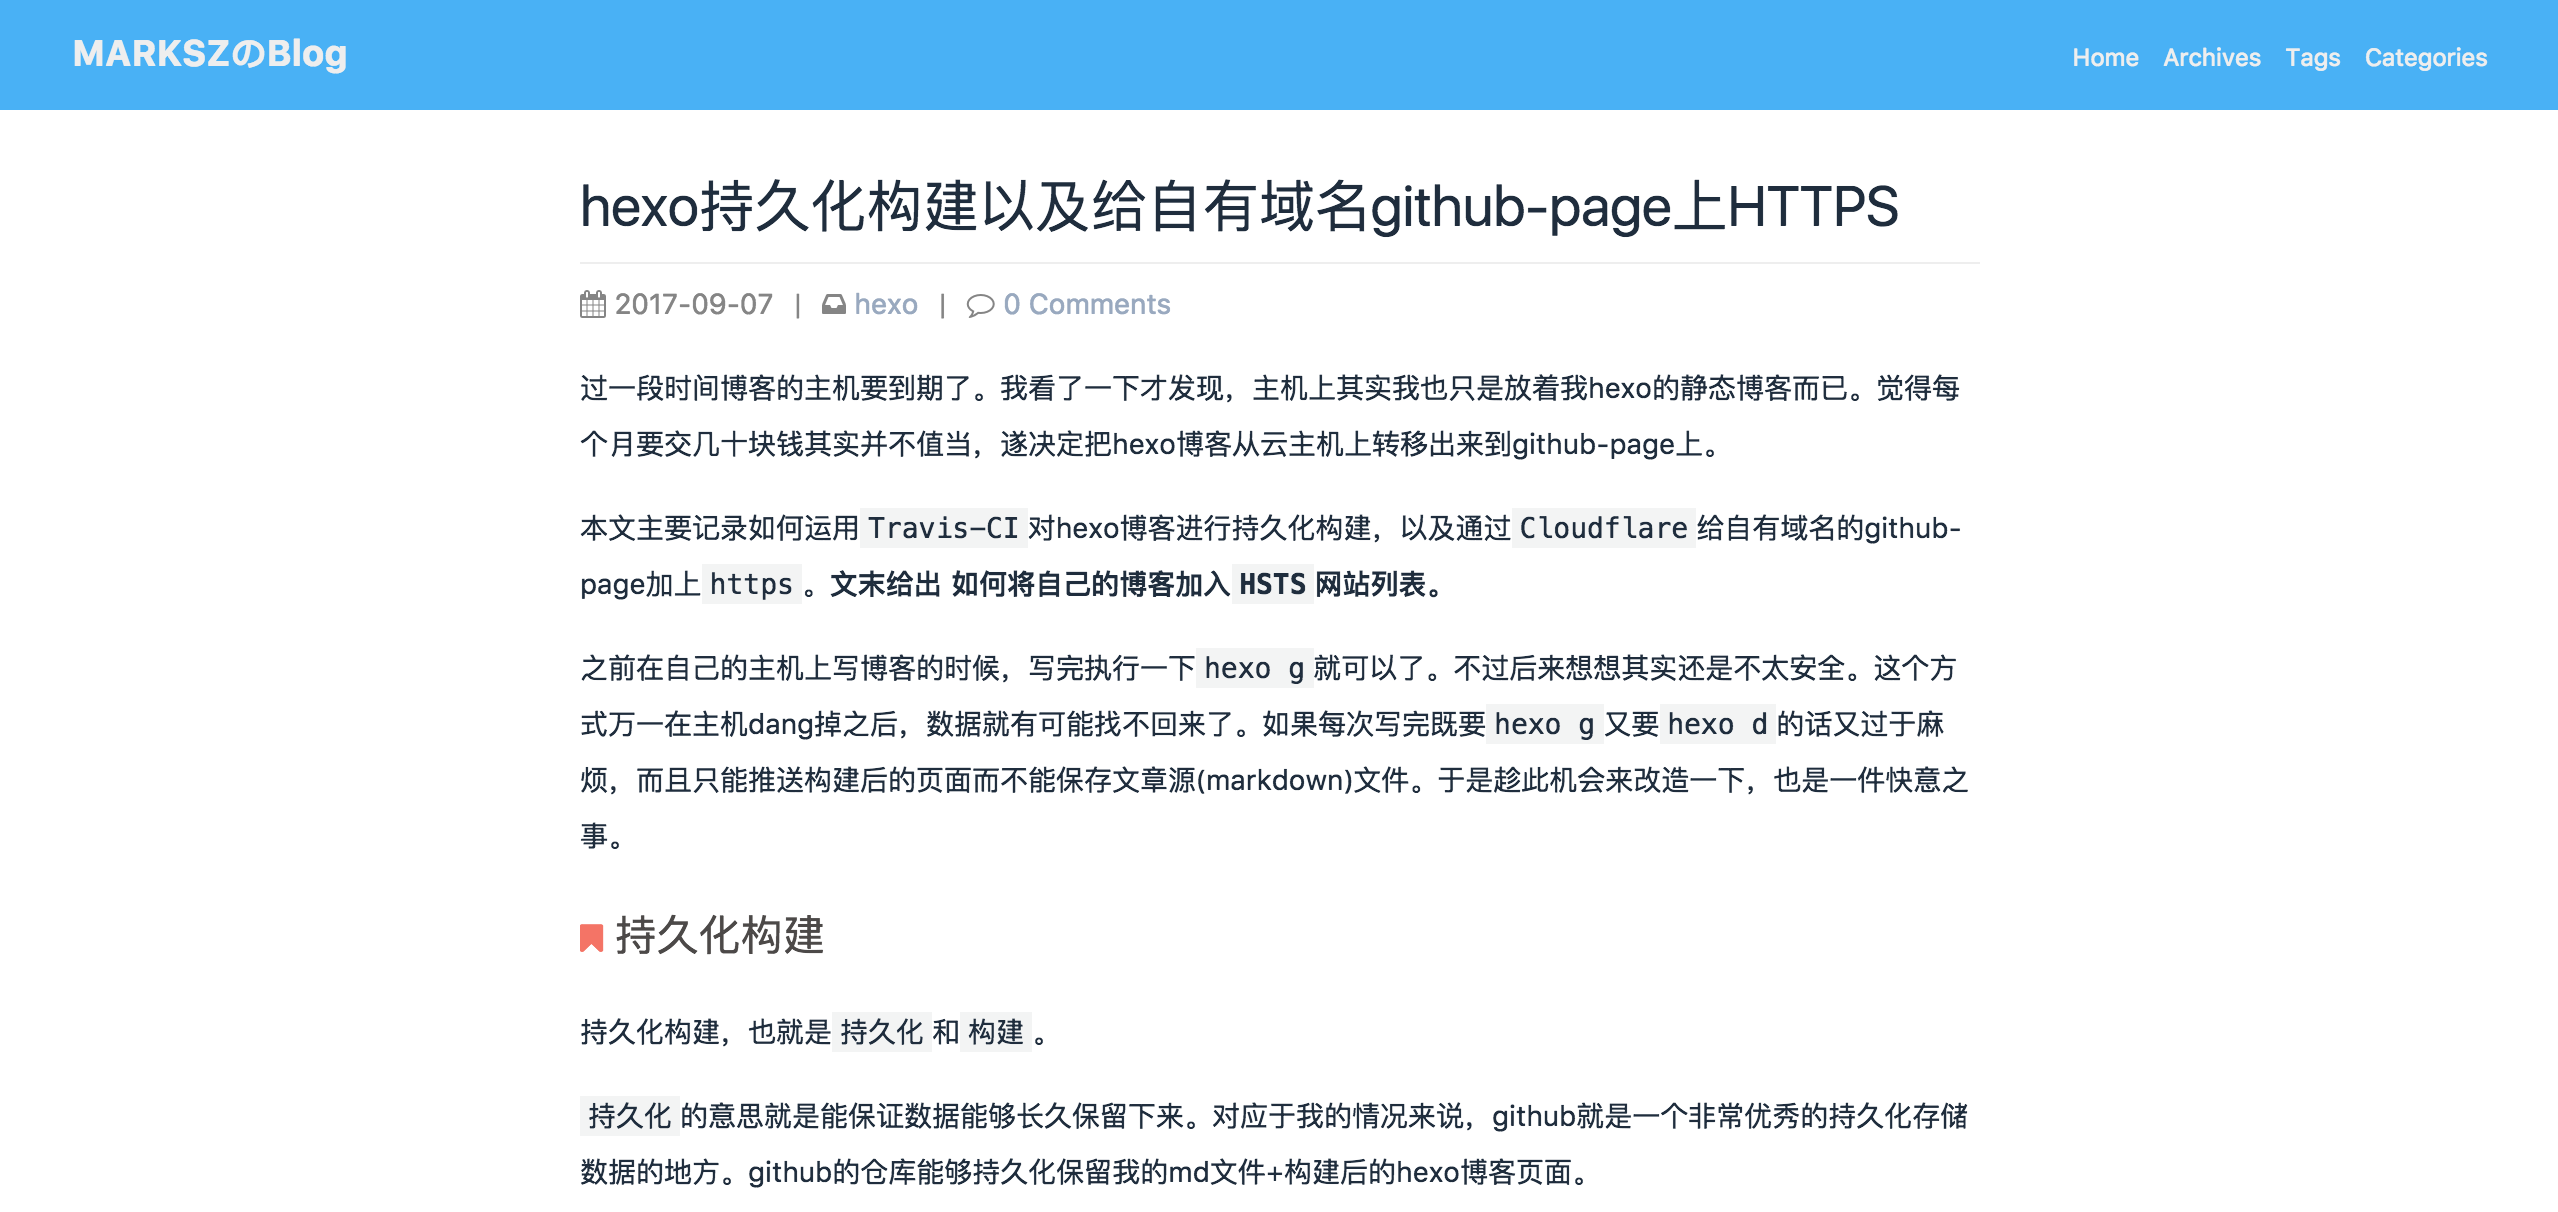 MARKSZのBlog
Home Archives Tags Categories
hexo持久化构建以及给自有域名github-page上HTTPS
2017-09-07 | hexo | 0 Comments
过一段时间博客的主机要到期了。我看了一下才发现，主机上其实我也只是放着我hexo的静态博客而已。觉得每
个月要交几十块钱其实并不值当，遂决定把hexo博客从云主机上转移出来到github-page上。
本文主要记录如何运用 Travis-CI 对hexo博客进行持久化构建，以及通过 Cloudflare 给自有域名的github-
page加上 https 。文末给出 如何将自己的博客加入 HSTS 网站列表。
之前在自己的主机上写博客的时候，写完执行一下 hexo g 就可以了。不过后来想想其实还是不太安全。这个方
式万一在主机dang掉之后，数据就有可能找不回来了。如果每次写完既要 hexo g 又要 hexo d 的话又过于麻
烦，而且只能推送构建后的页面而不能保存文章源(markdown)文件。于是趁此机会来改造一下，也是一件快意之
事。
持久化构建
持久化构建，也就是 持久化 和 构建 。
持久化 的意思就是能保证数据能够长久保留下来。对应于我的情况来说，github就是一个非常优秀的持久化存储
数据的地方。github的仓库能够持久化保留我的md文件+构建后的hexo博客页面。